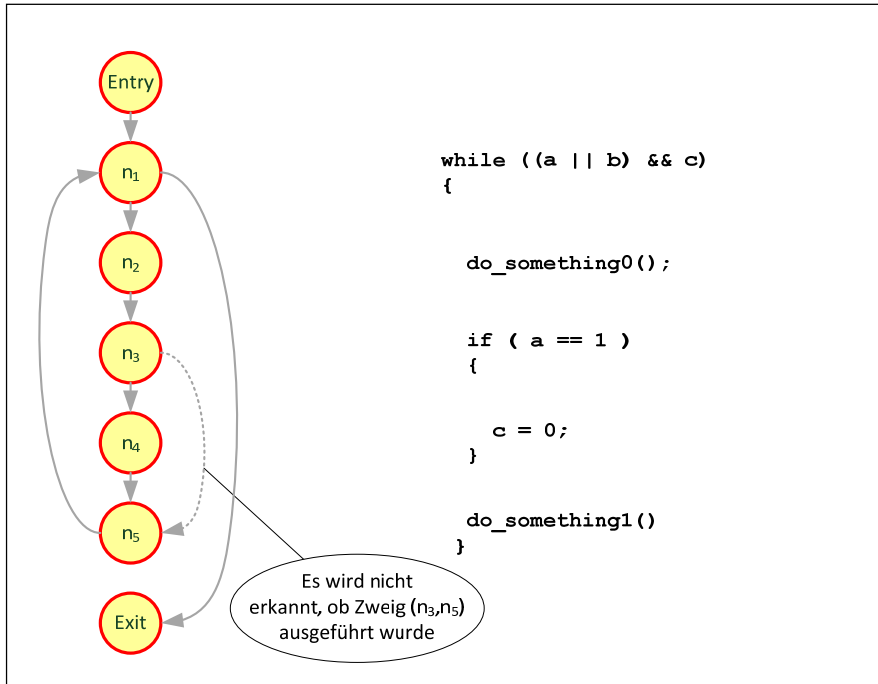 Entry
n₁
n₂
n₃
n₄
n₅
Exit
while ((a || b) && c)
{
do_something0();
if ( a == 1 )
{
c = 0;
}
do_something1()
}
Es wird nicht
erkannt, ob Zweig (n₃,n₅)
ausgeführt wurde